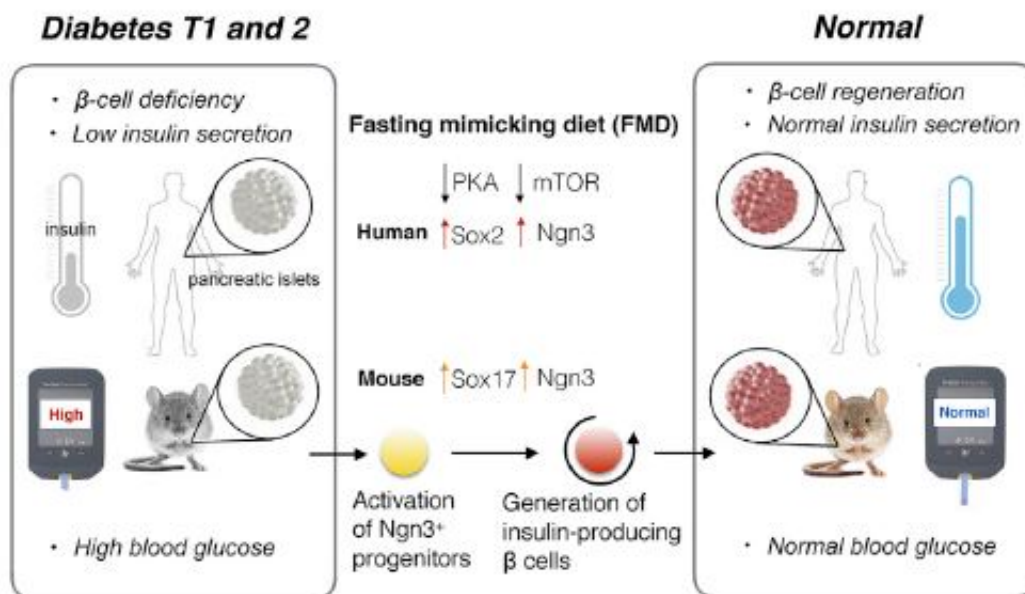 Diabetes T1 and 2
Normal
· β-cell deficiency
· Low insulin secretion
insulin
pancreatic islets
High
· High blood glucose
Fasting mimicking diet (FMD)
↓PKA ↓mTOR
Human ↑Sox2 ↑Ngn3
Mouse ↑Sox17 ↑Ngn3
Activation
of Ngn3⁺
progenitors
Generation of
insulin-producing
β cells
· β-cell regeneration
· Normal insulin secretion
Normal
· Normal blood glucose